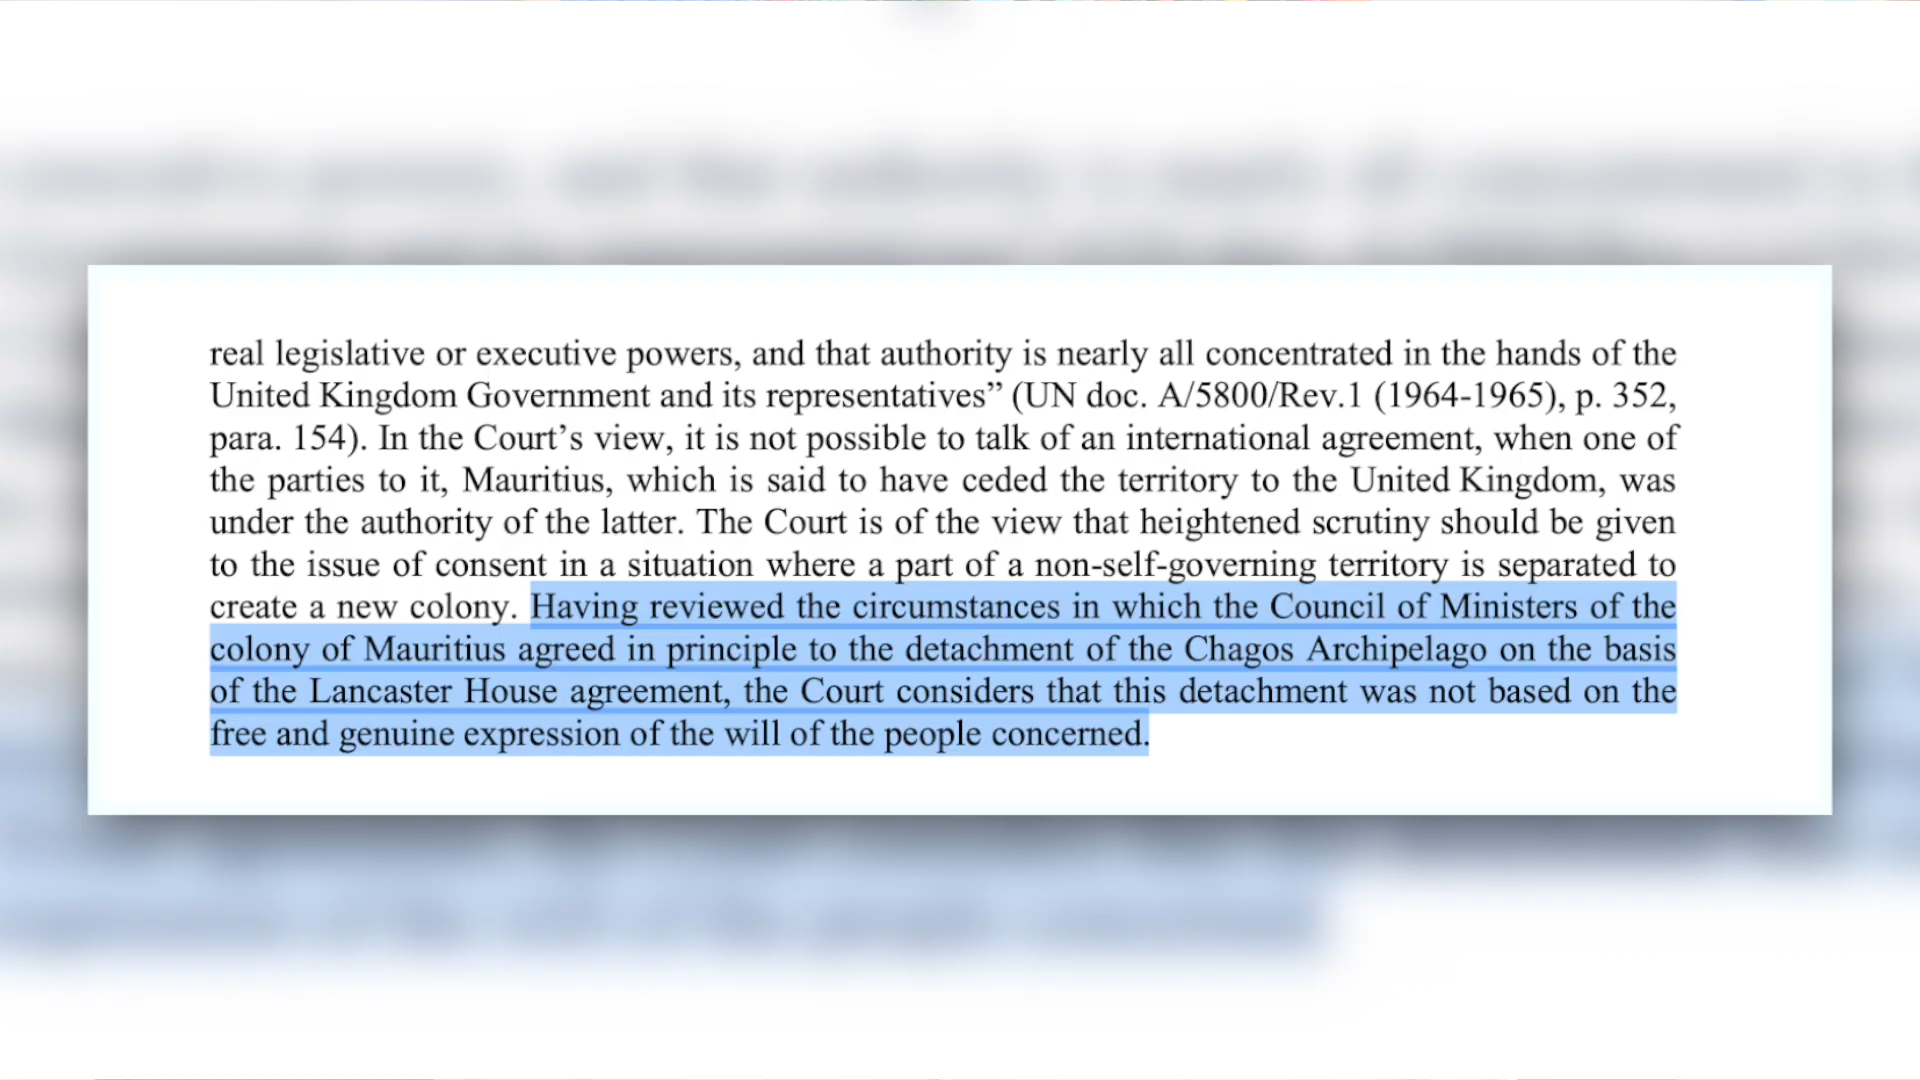 real legislative or executive powers, and that authority is nearly all concentrated in the hands of the
United Kingdom Government and its representatives” (UN doc. A/5800/Rev.1 (1964-1965), p. 352,
para. 154). In the Court’s view, it is not possible to talk of an international agreement, when one of
the parties to it, Mauritius, which is said to have ceded the territory to the United Kingdom, was
under the authority of the latter. The Court is of the view that heightened scrutiny should be given
to the issue of consent in a situation where a part of a non-self-governing territory is separated to
create a new colony. Having reviewed the circumstances in which the Council of Ministers of the
colony of Mauritius agreed in principle to the detachment of the Chagos Archipelago on the basis
of the Lancaster House agreement, the Court considers that this detachment was not based on the
free and genuine expression of the will of the people concerned.